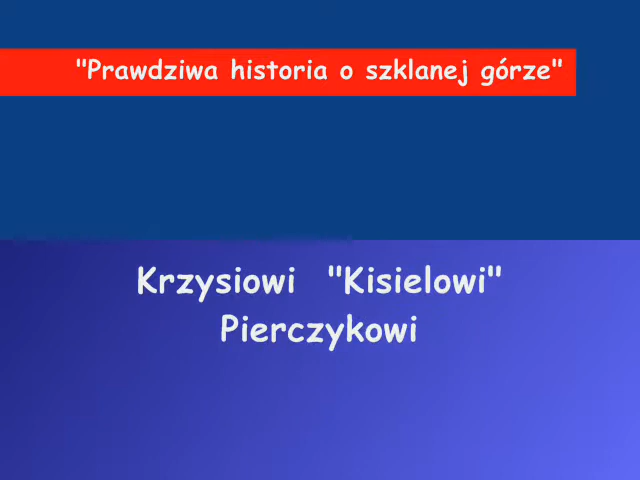 "Prawdziwa historia o szklanej górze"
Krzysiowi "Kisielowi"
Pierczykowi